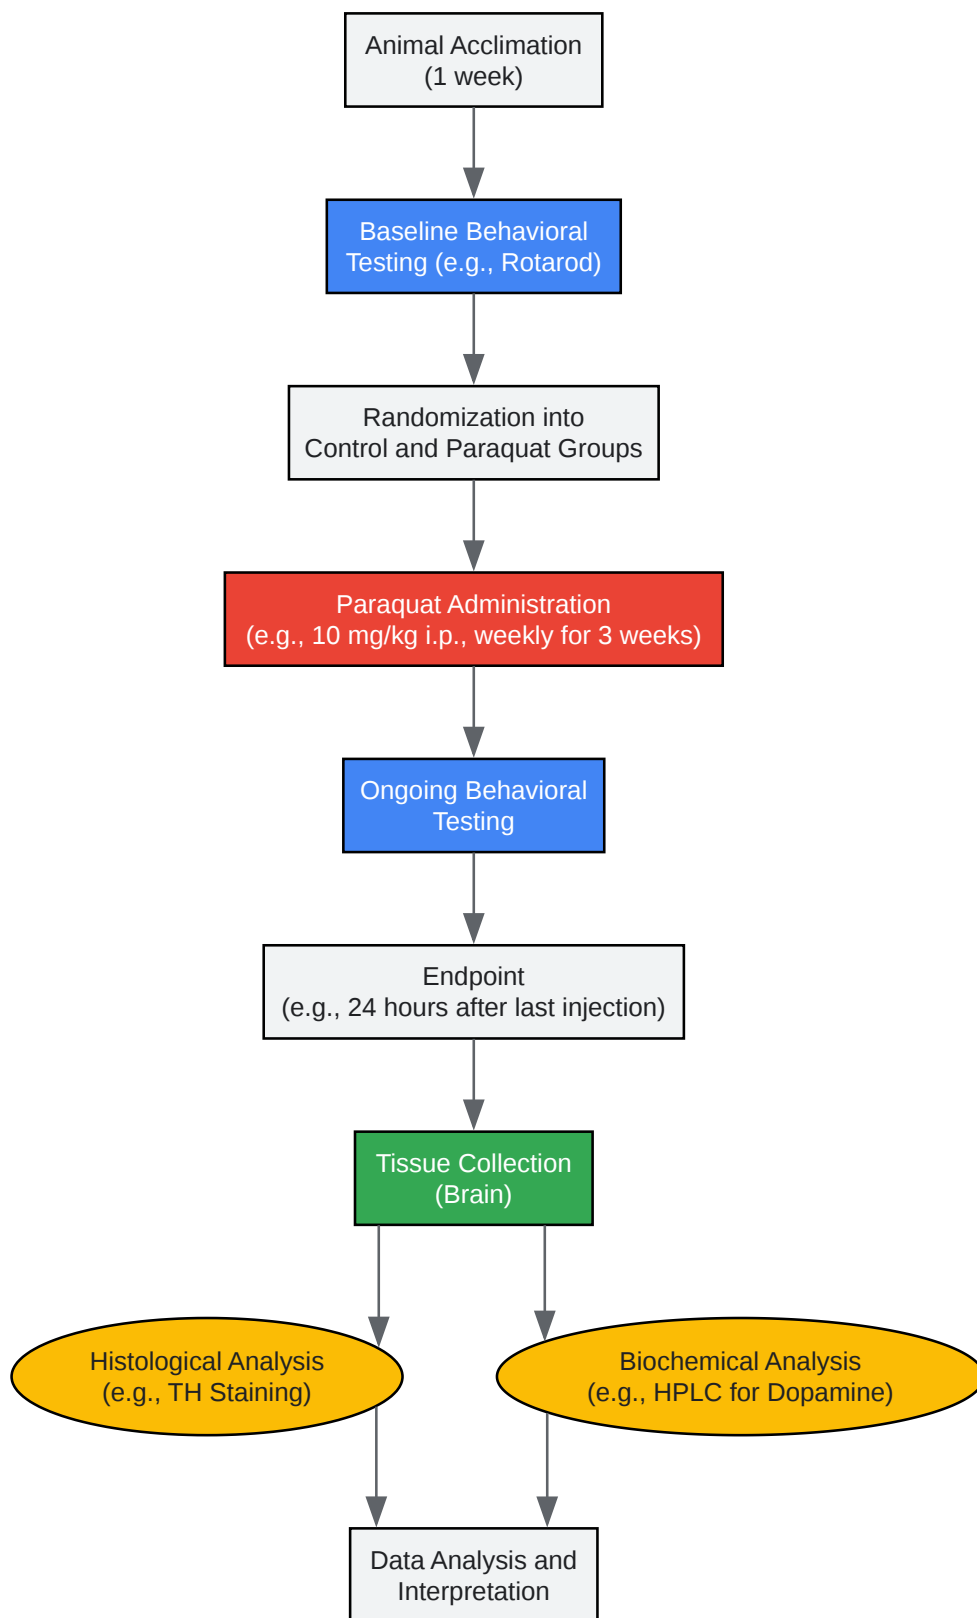 Animal Acclimation
(1 week)
Baseline Behavioral
Testing (e.g., Rotarod)
Randomization into
Control and Paraquat Groups
Paraquat Administration
(e.g., 10 mg/kg i.p., weekly for 3 weeks)
Ongoing Behavioral
Testing
Endpoint
(e.g., 24 hours after last injection)
Tissue Collection
(Brain)
Histological Analysis
(e.g., TH Staining)
Biochemical Analysis
(e.g., HPLC for Dopamine)
Data Analysis and
Interpretation